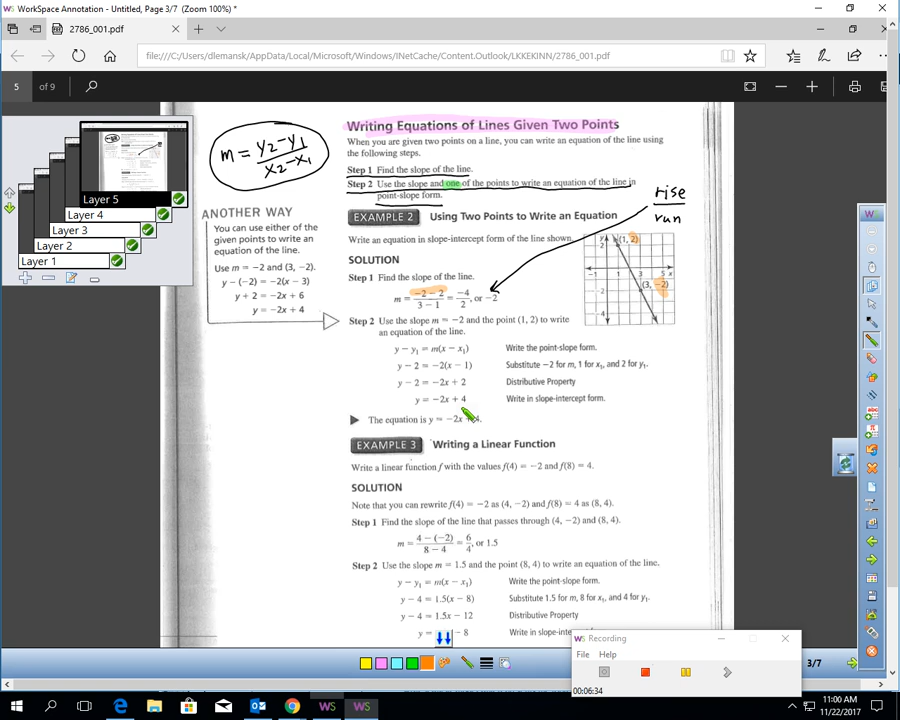 WorkSpace Annotation - Untitled, Page 3/7 (Zoom 100%) *
2786_001.pdf
file:///C:/Users/dlemansk/AppData/Local/Microsoft/Windows/INetCache/Content.Outlook/LKKEKINN/2786_001.pdf
5 of 9
Layer 5
Layer 4
Layer 3
Layer 2
Layer 1
m = y2-y1
x2-x1
Writing Equations of Lines Given Two Points
When you are given two points on a line, you can write an equation of the line using
the following steps.
Step 1 Find the slope of the line.
Step 2 Use the slope and one of the points to write an equation of the line in
point-slope form.
rise
run
ANOTHER WAY
You can use either of the
given points to write an
equation of the line.
Use m = −2 and (3, −2).
y − (−2) = −2(x − 3)
y + 2 = −2x + 6
y = −2x + 4
EXAMPLE 2 Using Two Points to Write an Equation
Write an equation in slope-intercept form of the line shown.
SOLUTION
Step 1 Find the slope of the line.
m = −2 − 2 / 3 − 1 = −4 / 2, or −2
y
2
(1, 2)
−1 1 3 5 x
−2
(3, −2)
−4
Step 2 Use the slope m = −2 and the point (1, 2) to write
an equation of the line.
y − y₁ = m(x − x₁) Write the point-slope form.
y − 2 = −2(x − 1) Substitute −2 for m, 1 for x₁, and 2 for y₁.
y − 2 = −2x + 2 Distributive Property
y = −2x + 4 Write in slope-intercept form.
The equation is y = −2x + 4.
EXAMPLE 3 Writing a Linear Function
Write a linear function f with the values f(4) = −2 and f(8) = 4.
SOLUTION
Note that you can rewrite f(4) = −2 as (4, −2) and f(8) = 4 as (8, 4).
Step 1 Find the slope of the line that passes through (4, −2) and (8, 4).
m = 4 − (−2) / 8 − 4 = 6 / 4, or 1.5
Step 2 Use the slope m = 1.5 and the point (8, 4) to write an equation of the line.
y − y₁ = m(x − x₁) Write the point-slope form.
y − 4 = 1.5(x − 8) Substitute 1.5 for m, 8 for x₁, and 4 for y₁.
y − 4 = 1.5x − 12 Distributive Property
y = − 8 Write in slope-inte
WS Recording
File Help
00:06:34
3/7
11:00 AM
11/22/2017